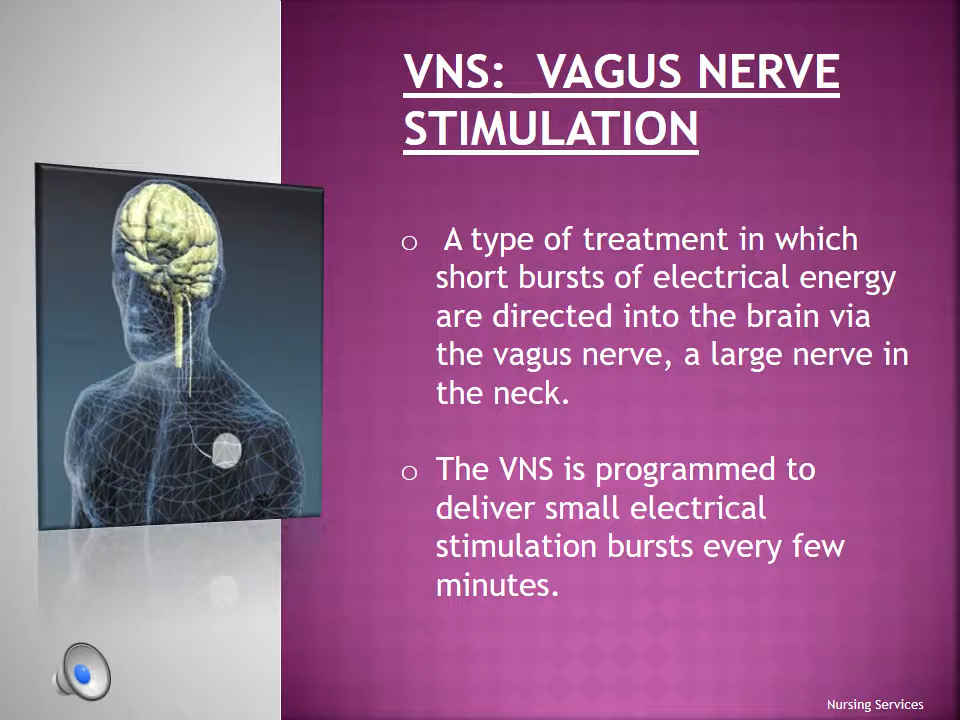 VNS:  VAGUS NERVE
STIMULATION
o A type of treatment in which
short bursts of electrical energy
are directed into the brain via
the vagus nerve, a large nerve in
the neck.
o The VNS is programmed to
deliver small electrical
stimulation bursts every few
minutes.
Nursing Services